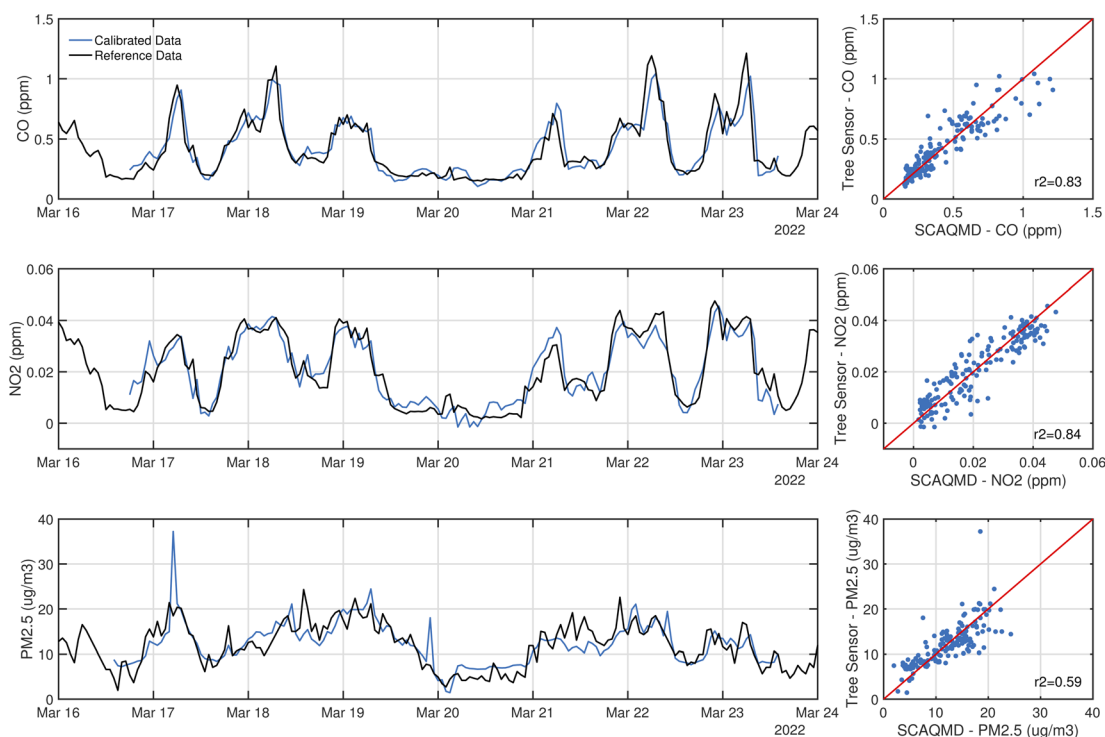 CO (ppm)
1.5
1
0.5
0
Calibrated Data
Reference Data
Mar 16 Mar 17 Mar 18 Mar 19 Mar 20 Mar 21 Mar 22 Mar 23 Mar 24
2022
Tree Sensor - CO (ppm)
1.5
1
0.5
0
r2=0.83
0 0.5 1 1.5
SCAQMD - CO (ppm)
NO2 (ppm)
0.06
0.04
0.02
0
Mar 16 Mar 17 Mar 18 Mar 19 Mar 20 Mar 21 Mar 22 Mar 23 Mar 24
2022
Tree Sensor - NO2 (ppm)
0.06
0.04
0.02
0
r2=0.84
0 0.02 0.04 0.06
SCAQMD - NO2 (ppm)
PM2.5 (ug/m3)
40
30
20
10
0
Mar 16 Mar 17 Mar 18 Mar 19 Mar 20 Mar 21 Mar 22 Mar 23 Mar 24
2022
Tree Sensor - PM2.5 (ug/m3)
40
30
20
10
0
r2=0.59
0 10 20 30 40
SCAQMD - PM2.5 (ug/m3)